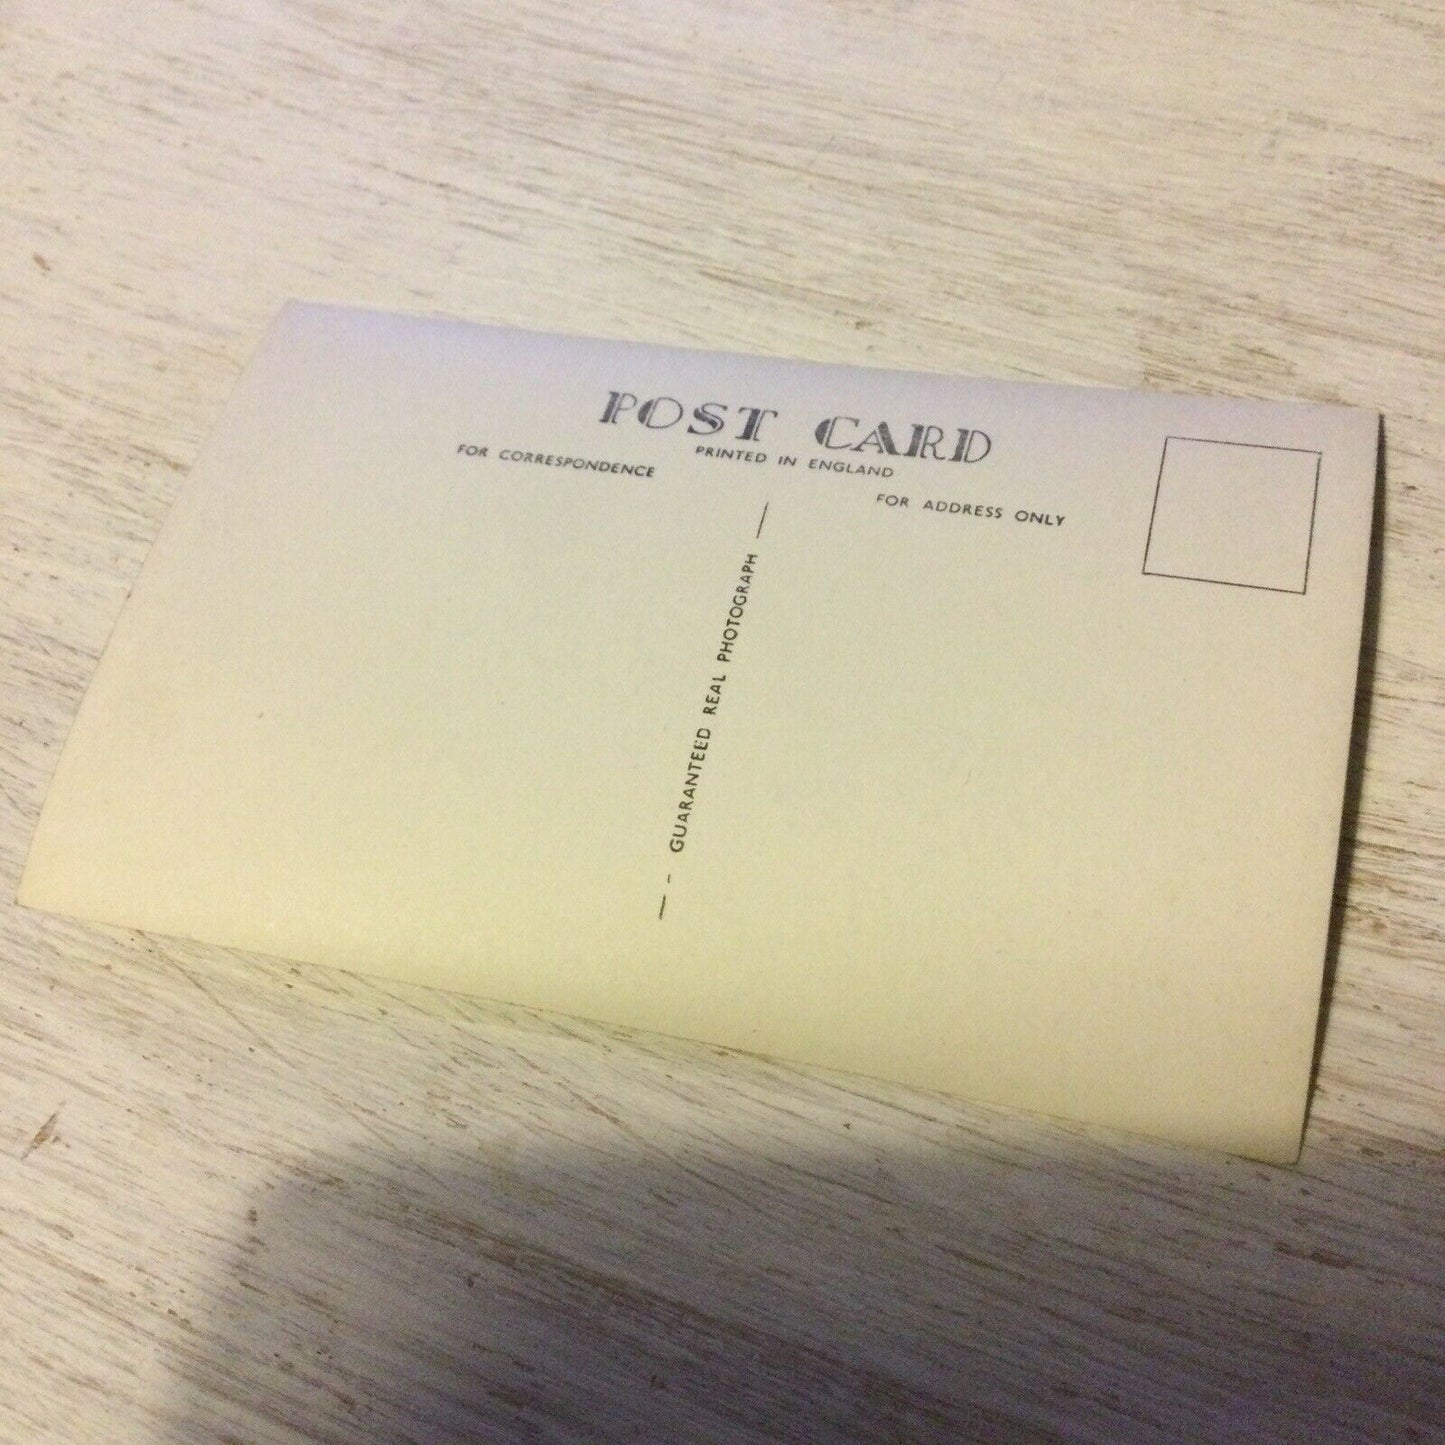 POST CARD
PRINTED IN ENGLAND
FOR CORRESPONDENCE
FOR ADDRESS ONLY
GUARANTEED REAL PHOTOGRAPH